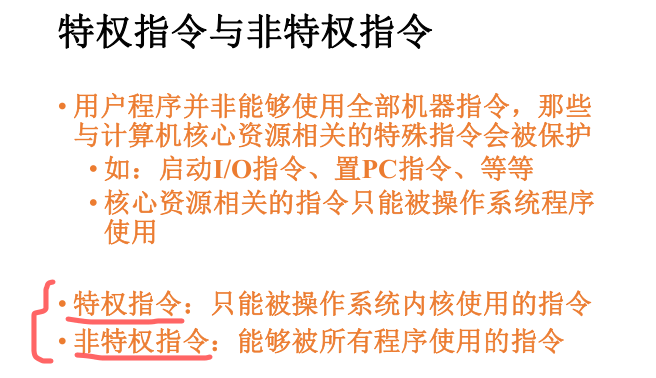 特权指令与非特权指令
• 用户程序并非能够使用全部机器指令，那些
与计算机核心资源相关的特殊指令会被保护
• 如：启动I/O指令、置PC指令、等等
• 核心资源相关的指令只能被操作系统程序
使用
• 特权指令：只能被操作系统内核使用的指令
• 非特权指令：能够被所有程序使用的指令